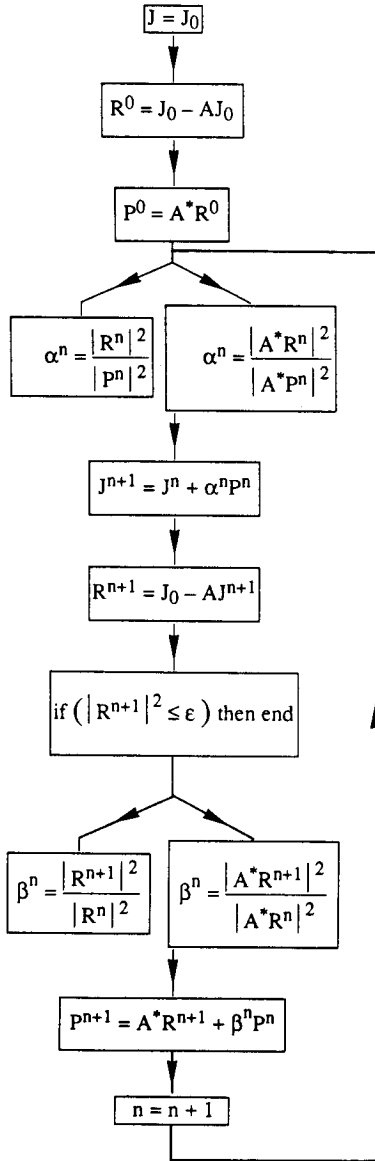 J = J₀
R⁰ = J₀ – AJ₀
P⁰ = A*R⁰
αⁿ = |Rⁿ|² / |Pⁿ|²
αⁿ = |A*Rⁿ|² / |A*Pⁿ|²
Jⁿ⁺¹ = Jⁿ + αⁿPⁿ
Rⁿ⁺¹ = J₀ – AJⁿ⁺¹
if (|Rⁿ⁺¹|² ≤ ε) then end
βⁿ = |Rⁿ⁺¹|² / |Rⁿ|²
βⁿ = |A*Rⁿ⁺¹|² / |A*Rⁿ|²
Pⁿ⁺¹ = A*Rⁿ⁺¹ + βⁿPⁿ
n = n + 1